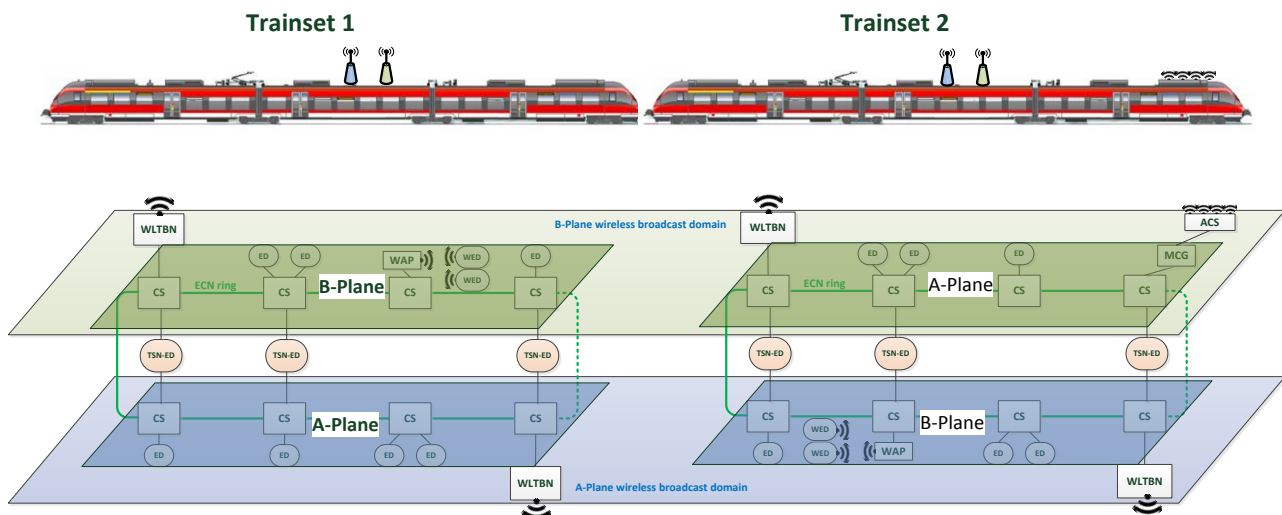 Trainset 1
Trainset 2
WLTBN
B-Plane wireless broadcast domain
WLTBN
ACS
ED
ED
WAP
WED
WED
ED
ED
ED
ED
MCG
CS
ECN ring
CS
B-Plane
CS
CS
CS
ECN ring
CS
A-Plane
CS
CS
TSN-ED
TSN-ED
TSN-ED
TSN-ED
TSN-ED
TSN-ED
CS
CS
A-Plane
CS
CS
CS
CS
B-Plane
CS
CS
ED
ED
ED
ED
WED
WED
ED
WAP
ED
ED
WLTBN
A-Plane wireless broadcast domain
WLTBN